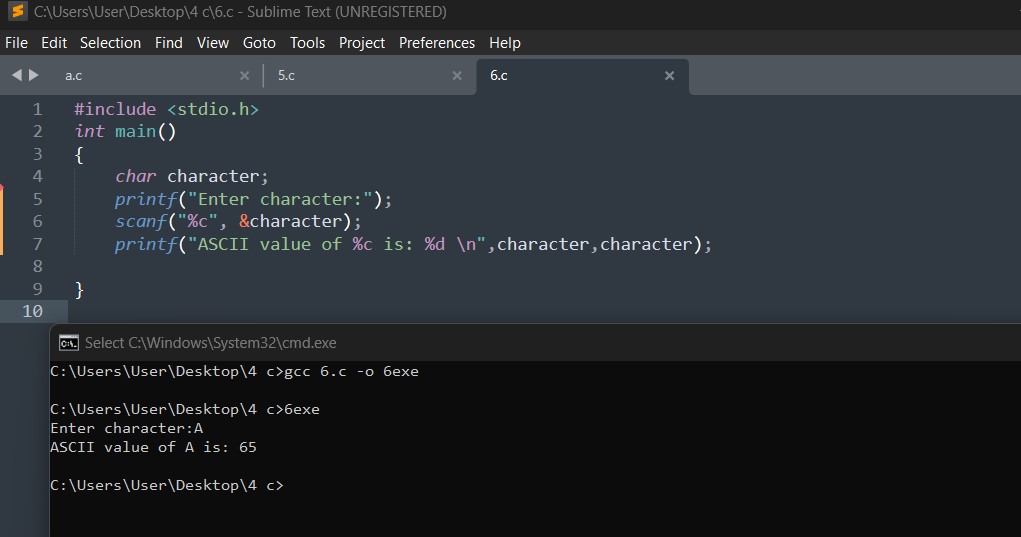 C:\Users\User\Desktop\4 c\6.c - Sublime Text (UNREGISTERED)
File Edit Selection Find View Goto Tools Project Preferences Help
a.c 5.c 6.c
1 #include <stdio.h>
2 int main()
3 {
4 char character;
5 printf("Enter character:");
6 scanf("%c", &character);
7 printf("ASCII value of %c is: %d \n",character,character);
8
9 }
10
Select C:\Windows\System32\cmd.exe
C:\Users\User\Desktop\4 c>gcc 6.c -o 6exe
C:\Users\User\Desktop\4 c>6exe
Enter character:A
ASCII value of A is: 65
C:\Users\User\Desktop\4 c>